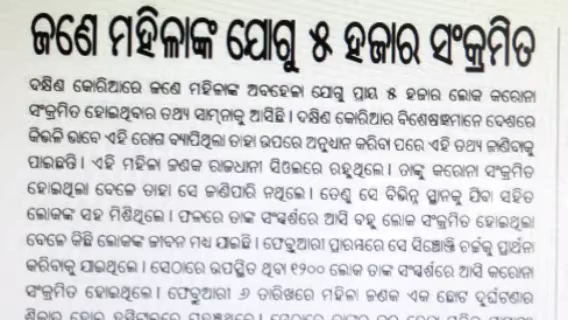 ଜଣେ ମହିଳାଙ୍କ ଯୋଗୁ ୫ ହଜାର ସଂକ୍ରମିତ
ଦକ୍ଷିଣ କୋରିଆରେ ଜଣେ ମହିଳାଙ୍କ ଅବହେଳା ଯୋଗୁ ପ୍ରାୟ ୫ ହଜାର ଲୋକ କରୋନା
ସଂକ୍ରମିତ ହୋଇଥିବାର ତଥ୍ୟ ସାମ୍ନାକୁ ଆସିଛି । ଦକ୍ଷିଣ କୋରିଆର ବିଶେଷଜ୍ଞମାନେ ଦେଶରେ
କିଭଳି ଭାବେ ଏହି ରୋଗ ବ୍ୟାପିଥିଲା ତାହା ଉପରେ ଅନୁଧ୍ୟାନ କରିବା ପରେ ଏହି ତଥ୍ୟ ଜାଣିବାକୁ
ପାଇଛନ୍ତି । ଏହି ମହିଳା ଜଣକ ରାଜଧାନୀ ସିଓଲରେ ରହୁଥିଲେ । ତାଙ୍କୁ କରୋନା ସଂକ୍ରମିତ
ହୋଇଥିଲା ବେଳେ ତାହା ସେ ଜାଣିପାରି ନଥିଲେ । ତେଣୁ ସେ ବିଭିନ୍ନ ସ୍ଥାନକୁ ଯିବା ସହିତ
ଲୋକଙ୍କ ସହ ମିଶିଥିଲେ । ଫଳରେ ତାଙ୍କ ସଂସ୍ପର୍ଶରେ ଆସି ବହୁ ଲୋକ ସଂକ୍ରମିତ ହୋଇଥିଲା
ବେଳେ କିଛି ଲୋକଙ୍କ ଜୀବନ ମଧ୍ୟ ଯାଇଛି । ଫେବୃଆରୀ ପ୍ରାରମ୍ଭରେ ସେ ସିଞ୍ଚୋଞ୍ଜି ଚର୍ଚ୍ଚକୁ ପ୍ରାର୍ଥନା
କରିବାକୁ ଯାଇଥିଲେ । ସେଠାରେ ଉପସ୍ଥିତ ଥିବା ୧୨୦୦ ଲୋକ ତାଙ୍କ ସଂସ୍ପର୍ଶରେ ଆସି କରୋନା
ସଂକ୍ରମିତ ହୋଇଥିଲେ । ଫେବୃଆରୀ ୬ ତାରିଖରେ ମହିଳା ଜଣକ ଏକ ଛୋଟ ଦୁର୍ଘଟଣାର